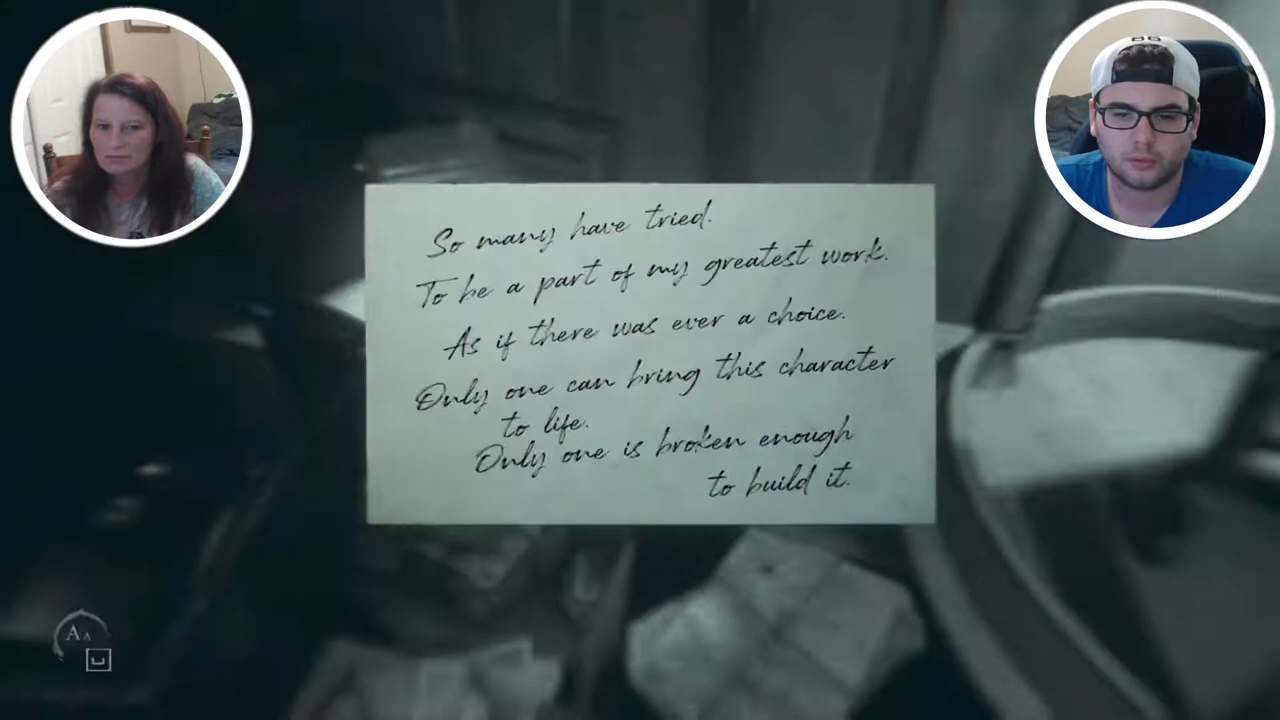 So many have tried.
To be a part of my greatest work.
As if there was ever a choice.
Only one can bring this character
to life.
Only one is broken enough
to build it.
AA